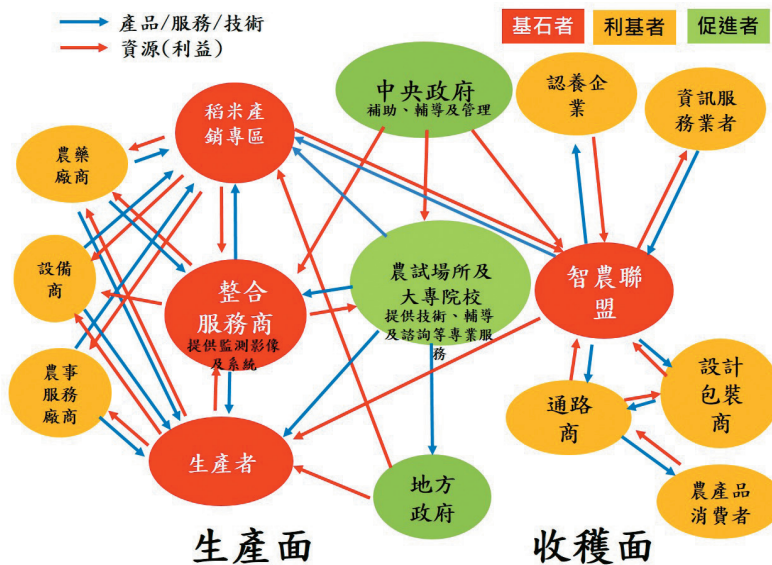 產品/服務/技術
資源(利益)
基石者
利基者
促進者
稻米產
銷專區
中央政府
補助、輔導及管理
認養企
業
資訊服
務業者
農藥
廠商
設備
商
整合
服務商
提供監測影像
及系統
農試場所及
大專院校
提供技術、輔導
及諮詢等專業服
務
智農聯
盟
農事
服務
廠商
通路
商
設計
包裝
商
生產者
地方
政府
農產品
消費者
生產面
收穫面